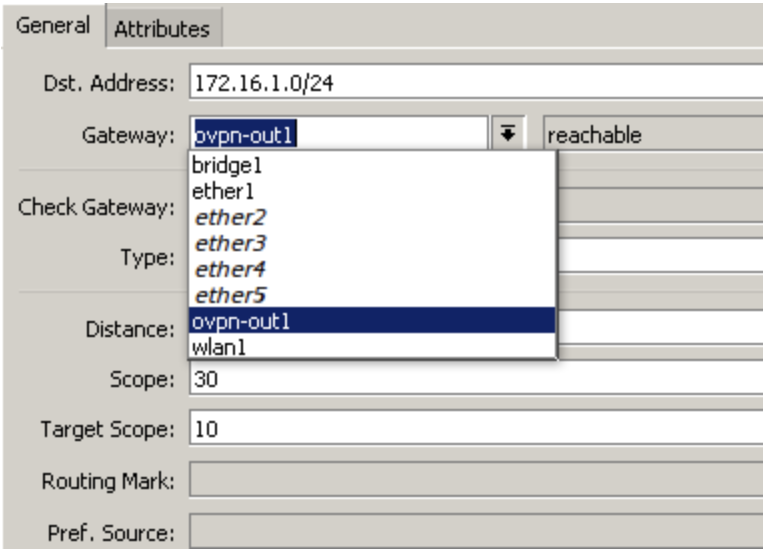 General Attributes
Dst. Address: 172.16.1.0/24
Gateway: ovpn-out1 reachable
bridge1
ether1
Check Gateway:
ether2
ether3
Type:
ether4
ether5
ovpn-out1
Distance:
wlan1
Scope: 30
Target Scope: 10
Routing Mark:
Pref. Source: